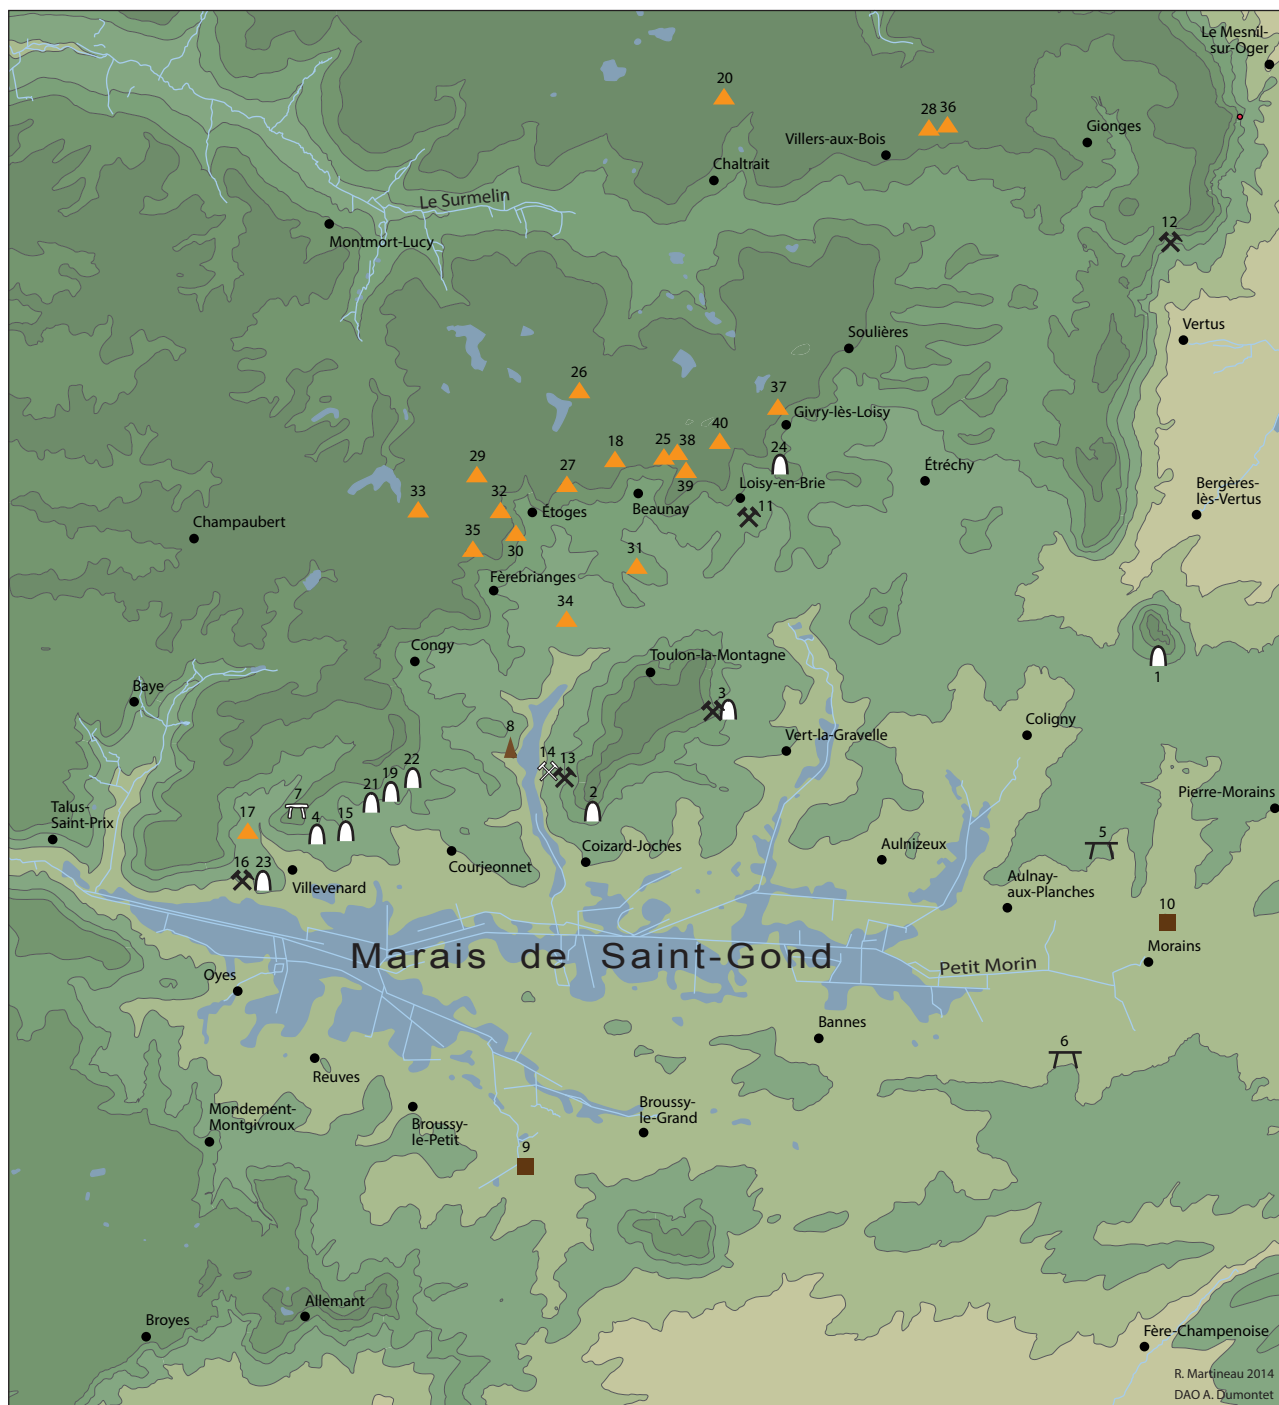 Le Mesnil-
sur-Oger
20
28 36
Villers-aux-Bois
Gionges
Chaltrait
Le Surmelin
Montmort-Lucy
12
Vertus
Soulières
26
37
Givry-lès-Loisy
40
18
25 38
24
29
27
39
Loisy-en-Brie
Étréchy
Bergères-
lès-Vertus
33
32
Étoges
Beaunay
11
Champaubert
35
30
31
Fèrebrianges
34
Congy
Toulon-la-Montagne
1
Baye
3
8
Vert-la-Gravelle
Coligny
14 13
22
19
21
7
2
Pierre-Morains
Talus-
Saint-Prix
17
4 15
5
Coizard-Joches
Aulnizeux
16 23
Villevenard
Courjeonnet
Aulnay-
aux-Planches
10
Morains
Marais de Saint-Gond
Petit Morin
Oyes
Bannes
6
Reuves
Mondement-
Montgivroux
Broussy-
le-Petit
Broussy-
le-Grand
9
Allemant
Broyes
Fère-Champenoise
R. Martineau 2014
DAO A. Dumontet